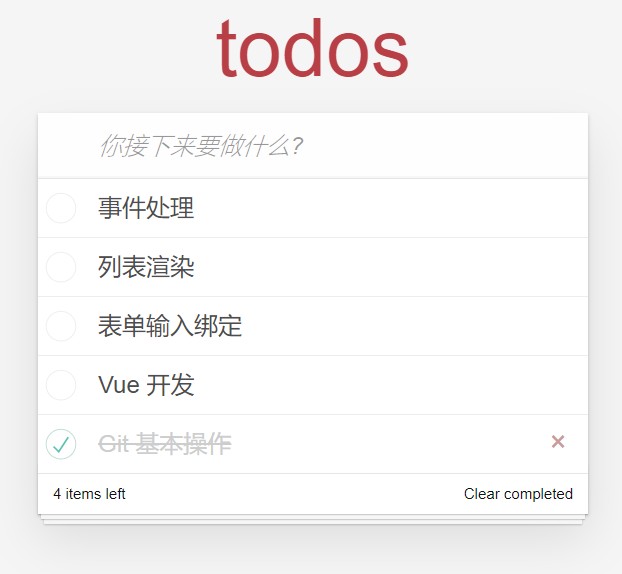 todos
你接下来要做什么?
事件处理
列表渲染
表单输入绑定
Vue 开发
Git 基本操作
4 items left
Clear completed